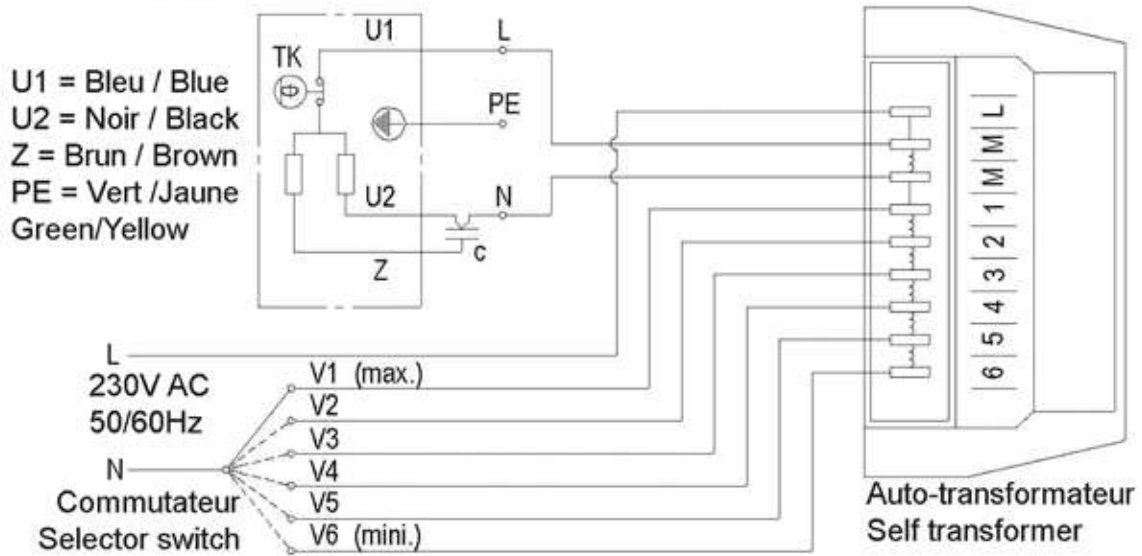 U1 = Bleu / Blue
U2 = Noir / Black
Z = Brun / Brown
PE = Vert /Jaune
Green/Yellow
TK
U1
L
PE
U2
N
Z
c
L
230V AC
50/60Hz
N
Commutateur
Selector switch
V1 (max.)
V2
V3
V4
V5
V6 (mini.)
L
M
M
1
2
3
4
5
6
Auto-transformateur
Self transformer